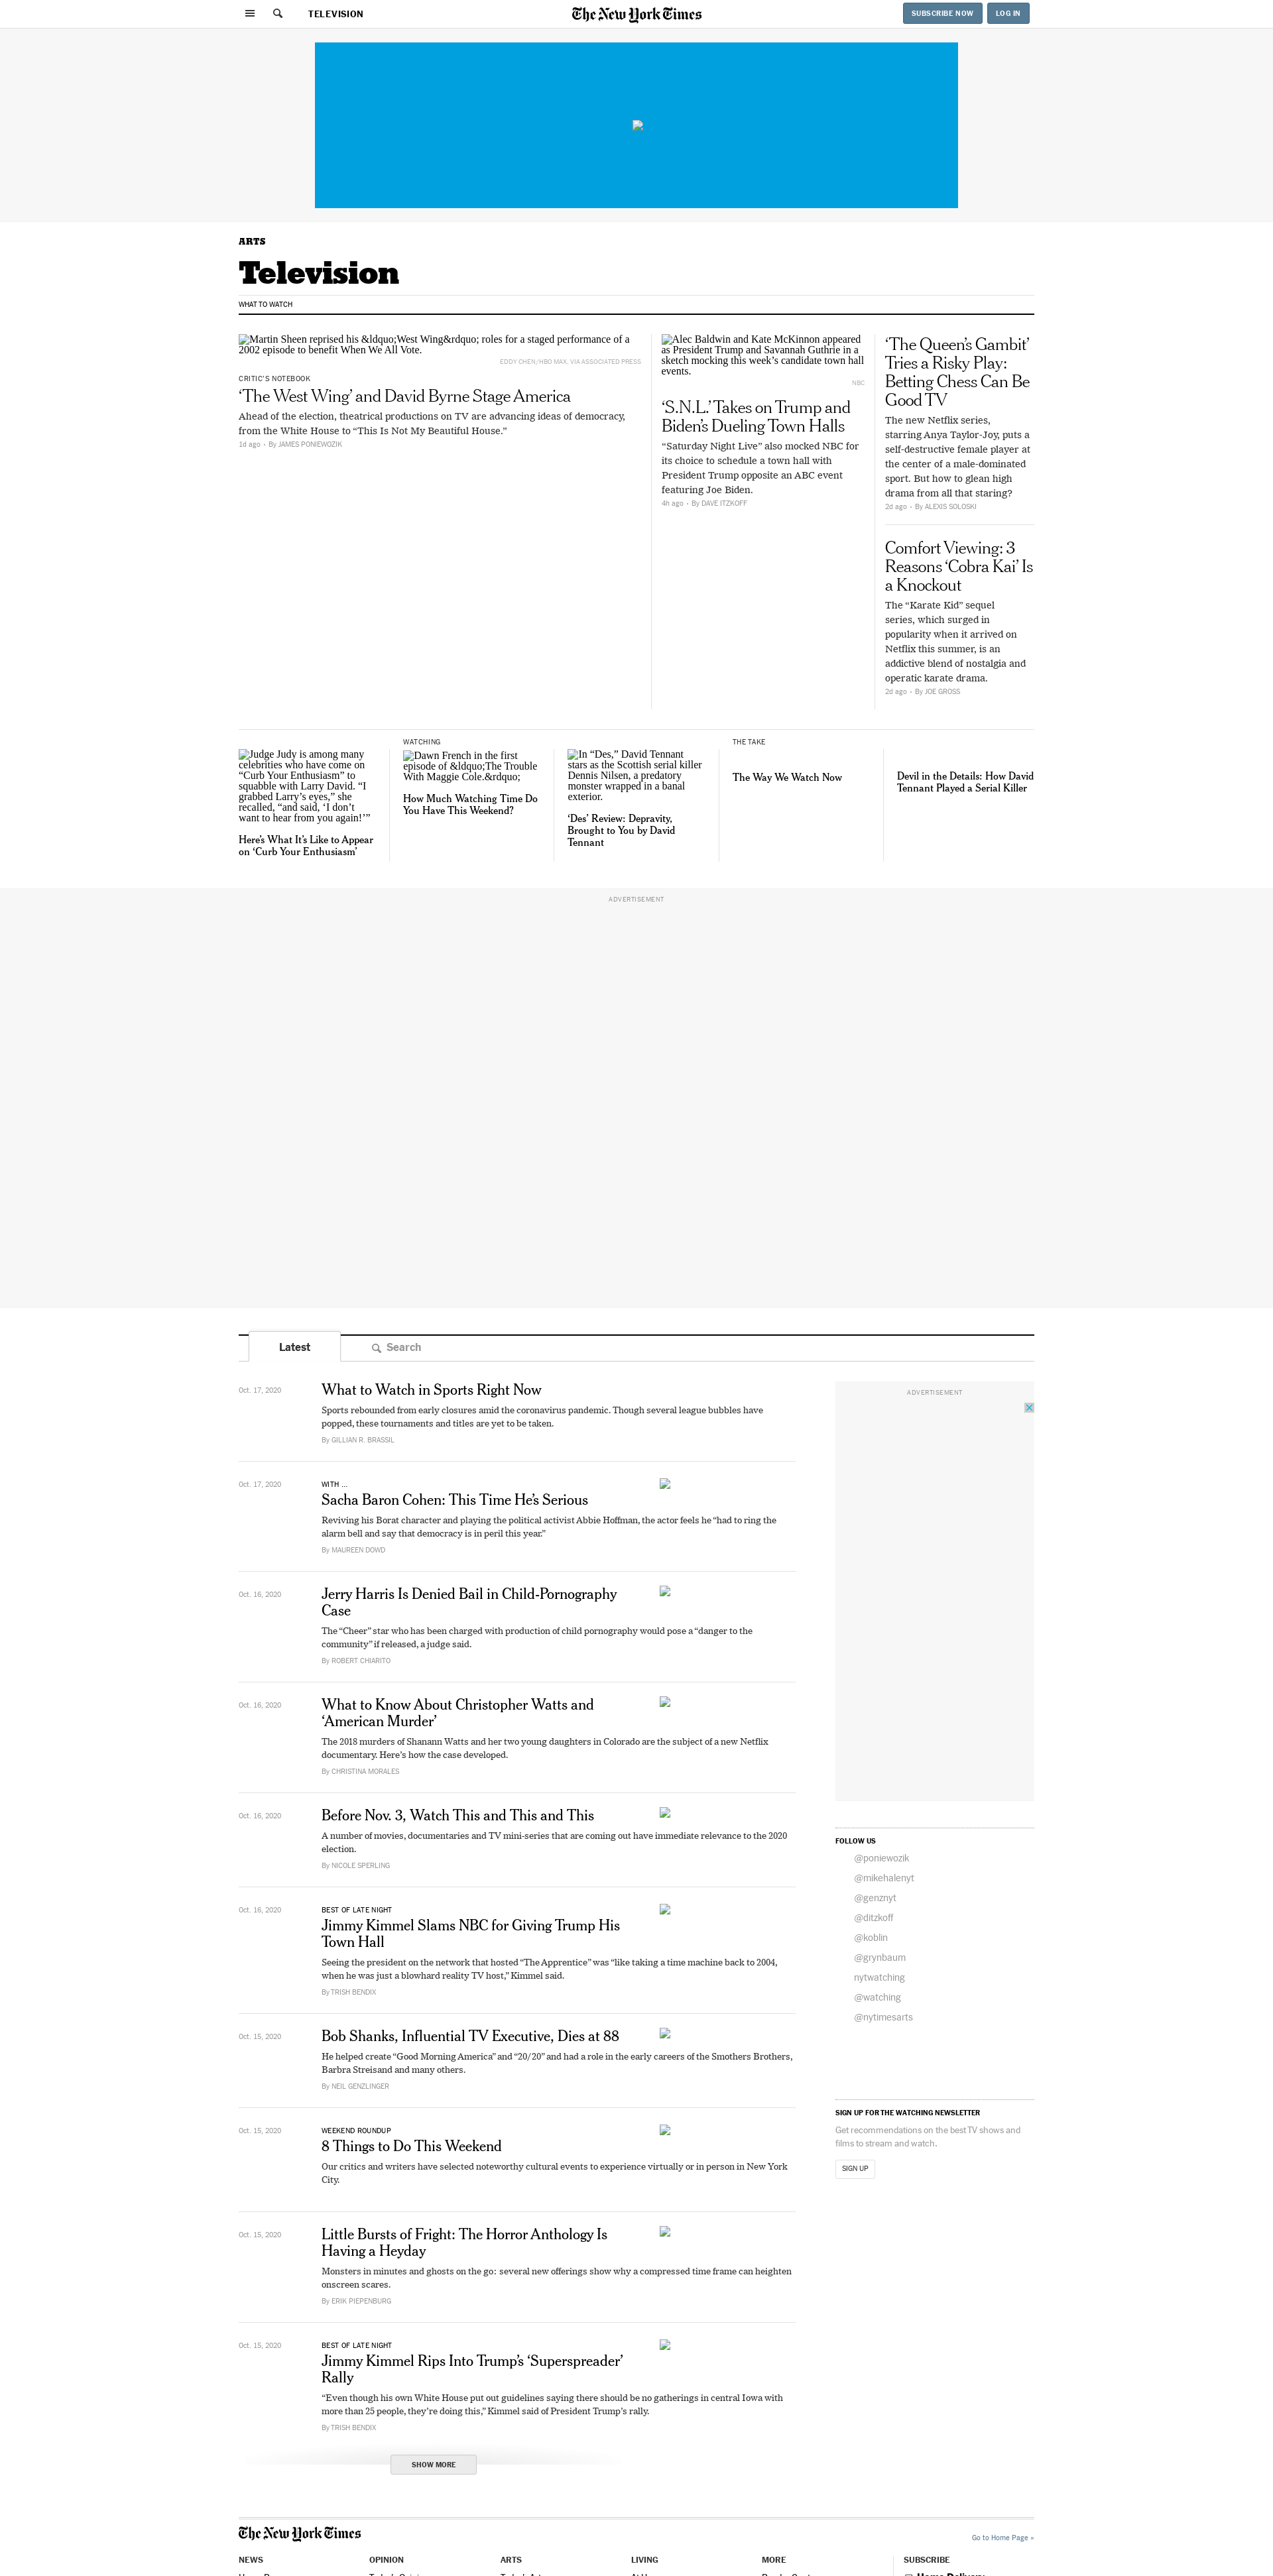 TELEVISION
The New York Times
SUBSCRIBE NOW
LOG IN
ARTS
Television
WHAT TO WATCH
Martin Sheen reprised his &ldquo;West Wing&rdquo; roles for a staged performance of a
2002 episode to benefit When We All Vote.
EDDY CHEN/HBO MAX, VIA ASSOCIATED PRESS
CRITIC'S NOTEBOOK
‘The West Wing’ and David Byrne Stage America
Ahead of the election, theatrical productions on TV are advancing ideas of democracy,
from the White House to “This Is Not My Beautiful House.”
1d ago • By JAMES PONIEWOZIK
Alec Baldwin and Kate McKinnon appeared
as President Trump and Savannah Guthrie in a
sketch mocking this week’s candidate town hall
events.
NBC
‘S.N.L.’ Takes on Trump and
Biden’s Dueling Town Halls
“Saturday Night Live” also mocked NBC for
its choice to schedule a town hall with
President Trump opposite an ABC event
featuring Joe Biden.
4h ago • By DAVE ITZKOFF
‘The Queen’s Gambit’
Tries a Risky Play:
Betting Chess Can Be
Good TV
The new Netflix series,
starring Anya Taylor-Joy, puts a
self-destructive female player at
the center of a male-dominated
sport. But how to glean high
drama from all that staring?
2d ago • By ALEXIS SOLOSKI
Comfort Viewing: 3
Reasons ‘Cobra Kai’ Is
a Knockout
The “Karate Kid” sequel
series, which surged in
popularity when it arrived on
Netflix this summer, is an
addictive blend of nostalgia and
operatic karate drama.
2d ago • By JOE GROSS
Judge Judy is among many
celebrities who have come on
“Curb Your Enthusiasm” to
squabble with Larry David. “I
grabbed Larry’s eyes,” she
recalled, “and said, ‘I don’t
want to hear from you again!’”
Here’s What It’s Like to Appear
on ‘Curb Your Enthusiasm’
WATCHING
Dawn French in the first
episode of &ldquo;The Trouble
With Maggie Cole.&rdquo;
How Much Watching Time Do
You Have This Weekend?
In “Des,” David Tennant
stars as the Scottish serial killer
Dennis Nilsen, a predatory
monster wrapped in a banal
exterior.
‘Des’ Review: Depravity,
Brought to You by David
Tennant
THE TAKE
The Way We Watch Now
Devil in the Details: How David
Tennant Played a Serial Killer
ADVERTISEMENT
Latest
Search
Oct. 17, 2020
What to Watch in Sports Right Now
Sports rebounded from early closures amid the coronavirus pandemic. Though several league bubbles have
popped, these tournaments and titles are yet to be taken.
By GILLIAN R. BRASSIL
Oct. 17, 2020
WITH ...
Sacha Baron Cohen: This Time He’s Serious
Reviving his Borat character and playing the political activist Abbie Hoffman, the actor feels he “had to ring the
alarm bell and say that democracy is in peril this year.”
By MAUREEN DOWD
Oct. 16, 2020
Jerry Harris Is Denied Bail in Child-Pornography
Case
The “Cheer” star who has been charged with production of child pornography would pose a “danger to the
community” if released, a judge said.
By ROBERT CHIARITO
Oct. 16, 2020
What to Know About Christopher Watts and
‘American Murder’
The 2018 murders of Shanann Watts and her two young daughters in Colorado are the subject of a new Netflix
documentary. Here’s how the case developed.
By CHRISTINA MORALES
Oct. 16, 2020
Before Nov. 3, Watch This and This and This
A number of movies, documentaries and TV mini-series that are coming out have immediate relevance to the 2020
election.
By NICOLE SPERLING
Oct. 16, 2020
BEST OF LATE NIGHT
Jimmy Kimmel Slams NBC for Giving Trump His
Town Hall
Seeing the president on the network that hosted “The Apprentice” was “like taking a time machine back to 2004,
when he was just a blowhard reality TV host,” Kimmel said.
By TRISH BENDIX
Oct. 15, 2020
Bob Shanks, Influential TV Executive, Dies at 88
He helped create “Good Morning America” and “20/20” and had a role in the early careers of the Smothers Brothers,
Barbra Streisand and many others.
By NEIL GENZLINGER
Oct. 15, 2020
WEEKEND ROUNDUP
8 Things to Do This Weekend
Our critics and writers have selected noteworthy cultural events to experience virtually or in person in New York
City.
Oct. 15, 2020
Little Bursts of Fright: The Horror Anthology Is
Having a Heyday
Monsters in minutes and ghosts on the go: several new offerings show why a compressed time frame can heighten
onscreen scares.
By ERIK PIEPENBURG
Oct. 15, 2020
BEST OF LATE NIGHT
Jimmy Kimmel Rips Into Trump’s ‘Superspreader’
Rally
“Even though his own White House put out guidelines saying there should be no gatherings in central Iowa with
more than 25 people, they’re doing this,” Kimmel said of President Trump’s rally.
By TRISH BENDIX
SHOW MORE
ADVERTISEMENT
FOLLOW US
@poniewozik
@mikehalenyt
@genznyt
@ditzkoff
@koblin
@grynbaum
nytwatching
@watching
@nytimesarts
SIGN UP FOR THE WATCHING NEWSLETTER
Get recommendations on the best TV shows and
films to stream and watch.
SIGN UP
The New York Times
Go to Home Page »
NEWS
OPINION
ARTS
LIVING
MORE
SUBSCRIBE